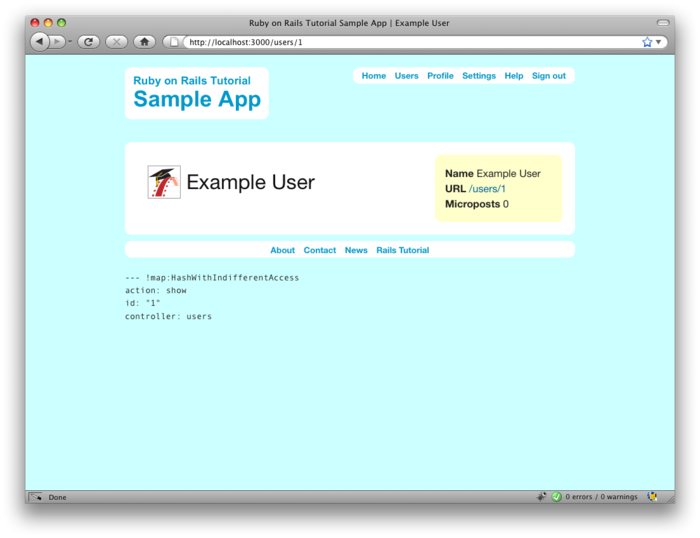 Ruby on Rails Tutorial Sample App | Example User
http://localhost:3000/users/1
Ruby on Rails Tutorial
Sample App
Home Users Profile Settings Help Sign out
Example User
Name Example User
URL /users/1
Microposts 0
About Contact News Rails Tutorial
--- !map:HashWithIndifferentAccess
action: show
id: "1"
controller: users
Done
0 errors / 0 warnings